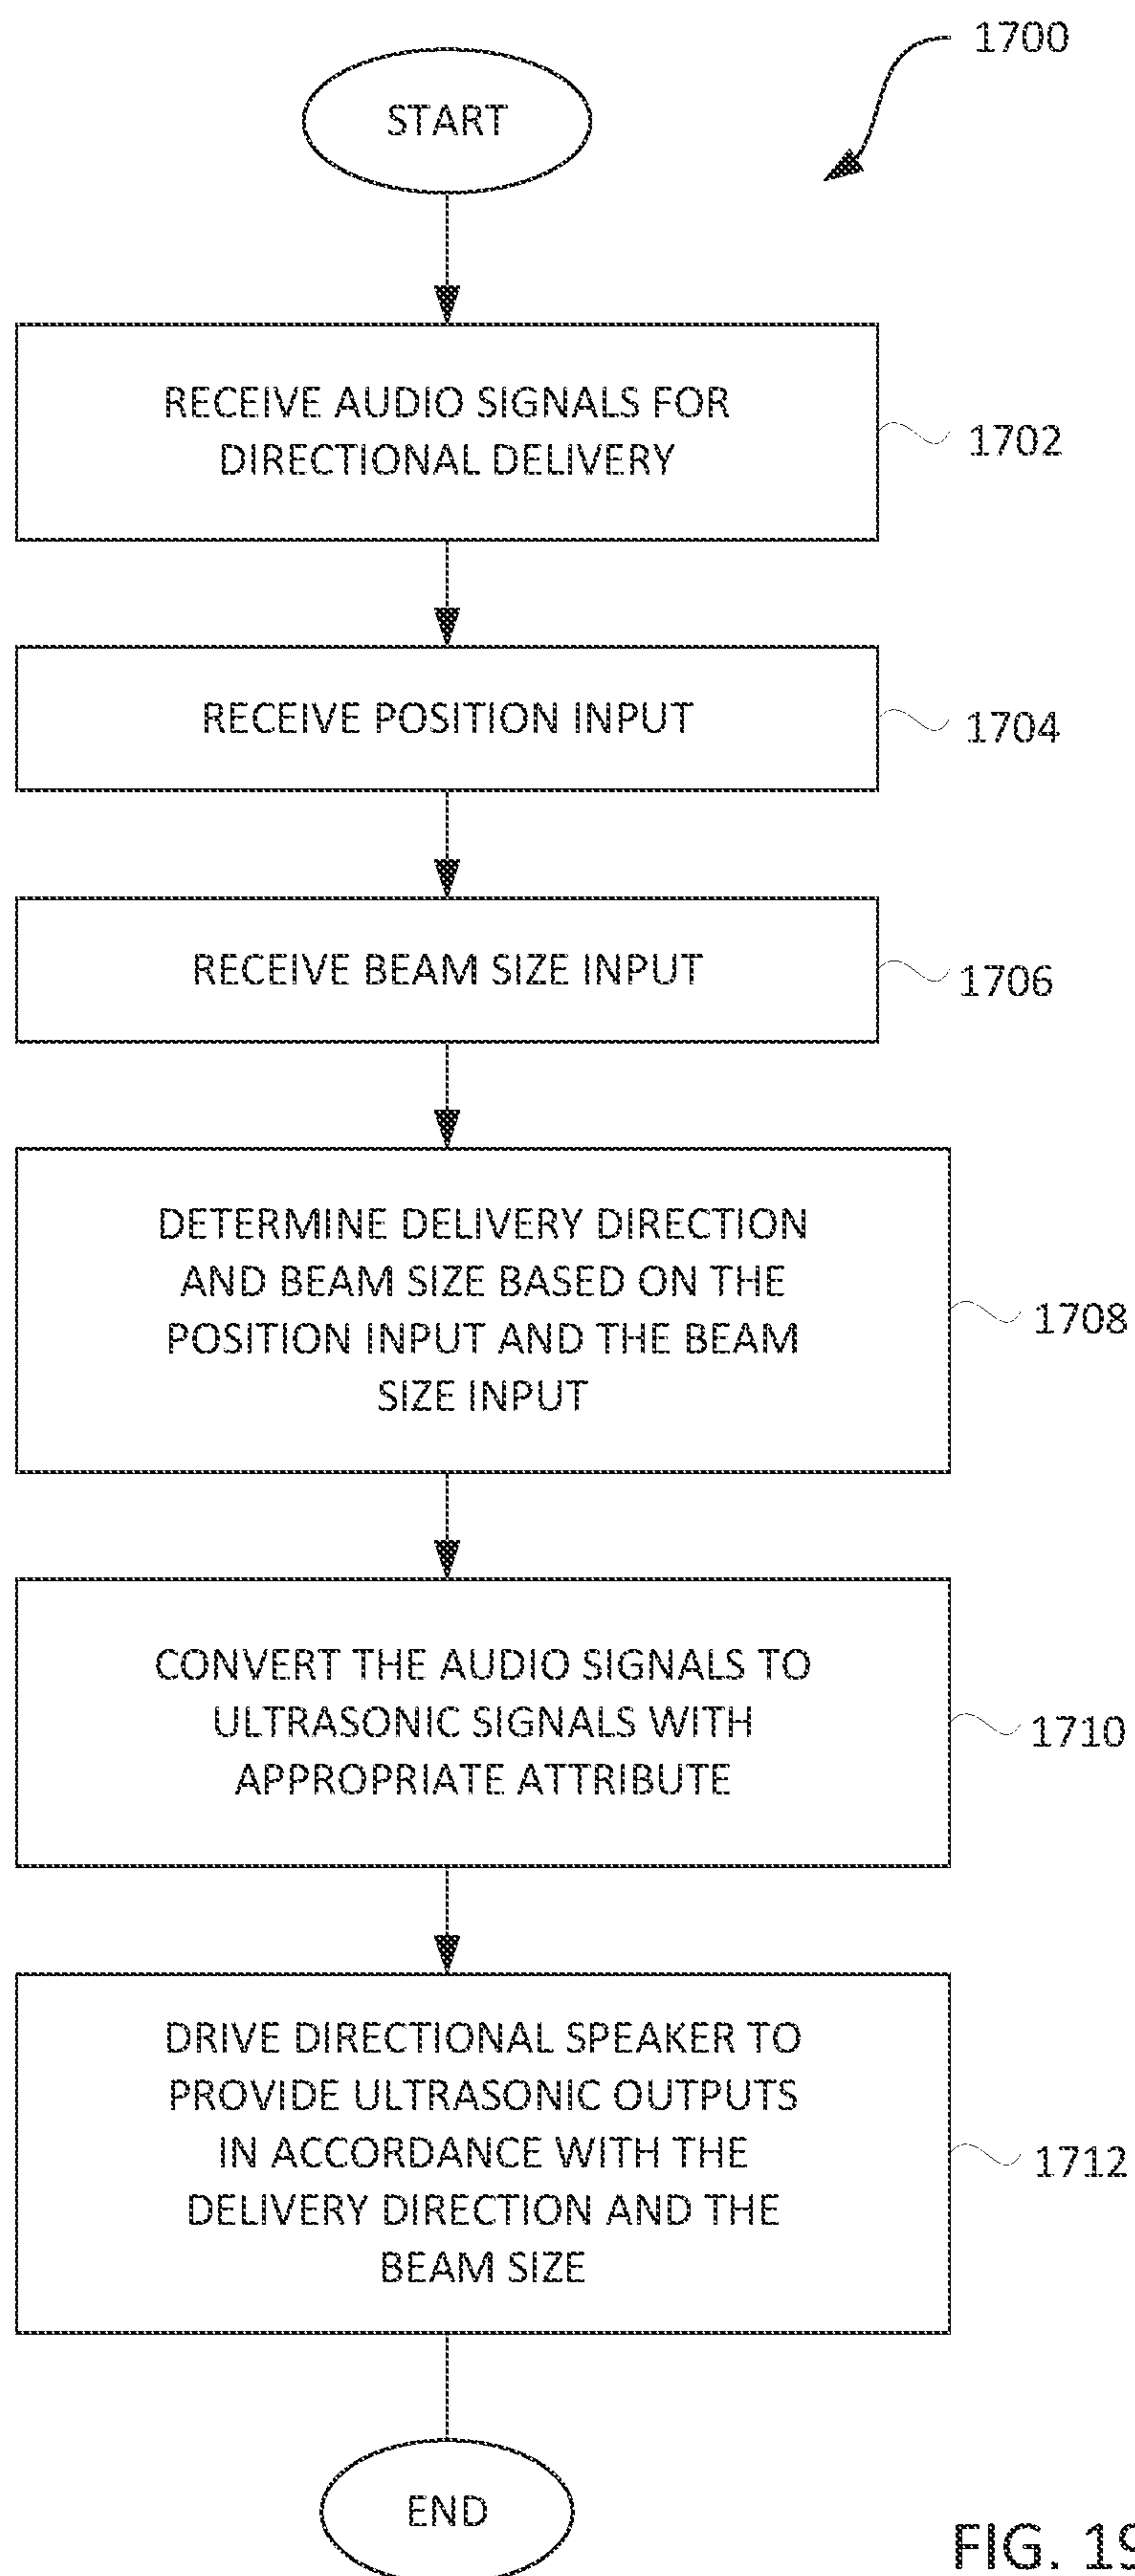 1700
START
RECEIVE AUDIO SIGNALS FOR
DIRECTIONAL DELIVERY
1702
RECEIVE POSITION INPUT
1704
RECEIVE BEAM SIZE INPUT
1706
DETERMINE DELIVERY DIRECTION
AND BEAM SIZE BASED ON THE
POSITION INPUT AND THE BEAM
SIZE INPUT
1708
CONVERT THE AUDIO SIGNALS TO
ULTRASONIC SIGNALS WITH
APPROPRIATE ATTRIBUTE
1710
DRIVE DIRECTIONAL SPEAKER TO
PROVIDE ULTRASONIC OUTPUTS
IN ACCORDANCE WITH THE
DELIVERY DIRECTION AND THE
BEAM SIZE
1712
END
FIG. 19